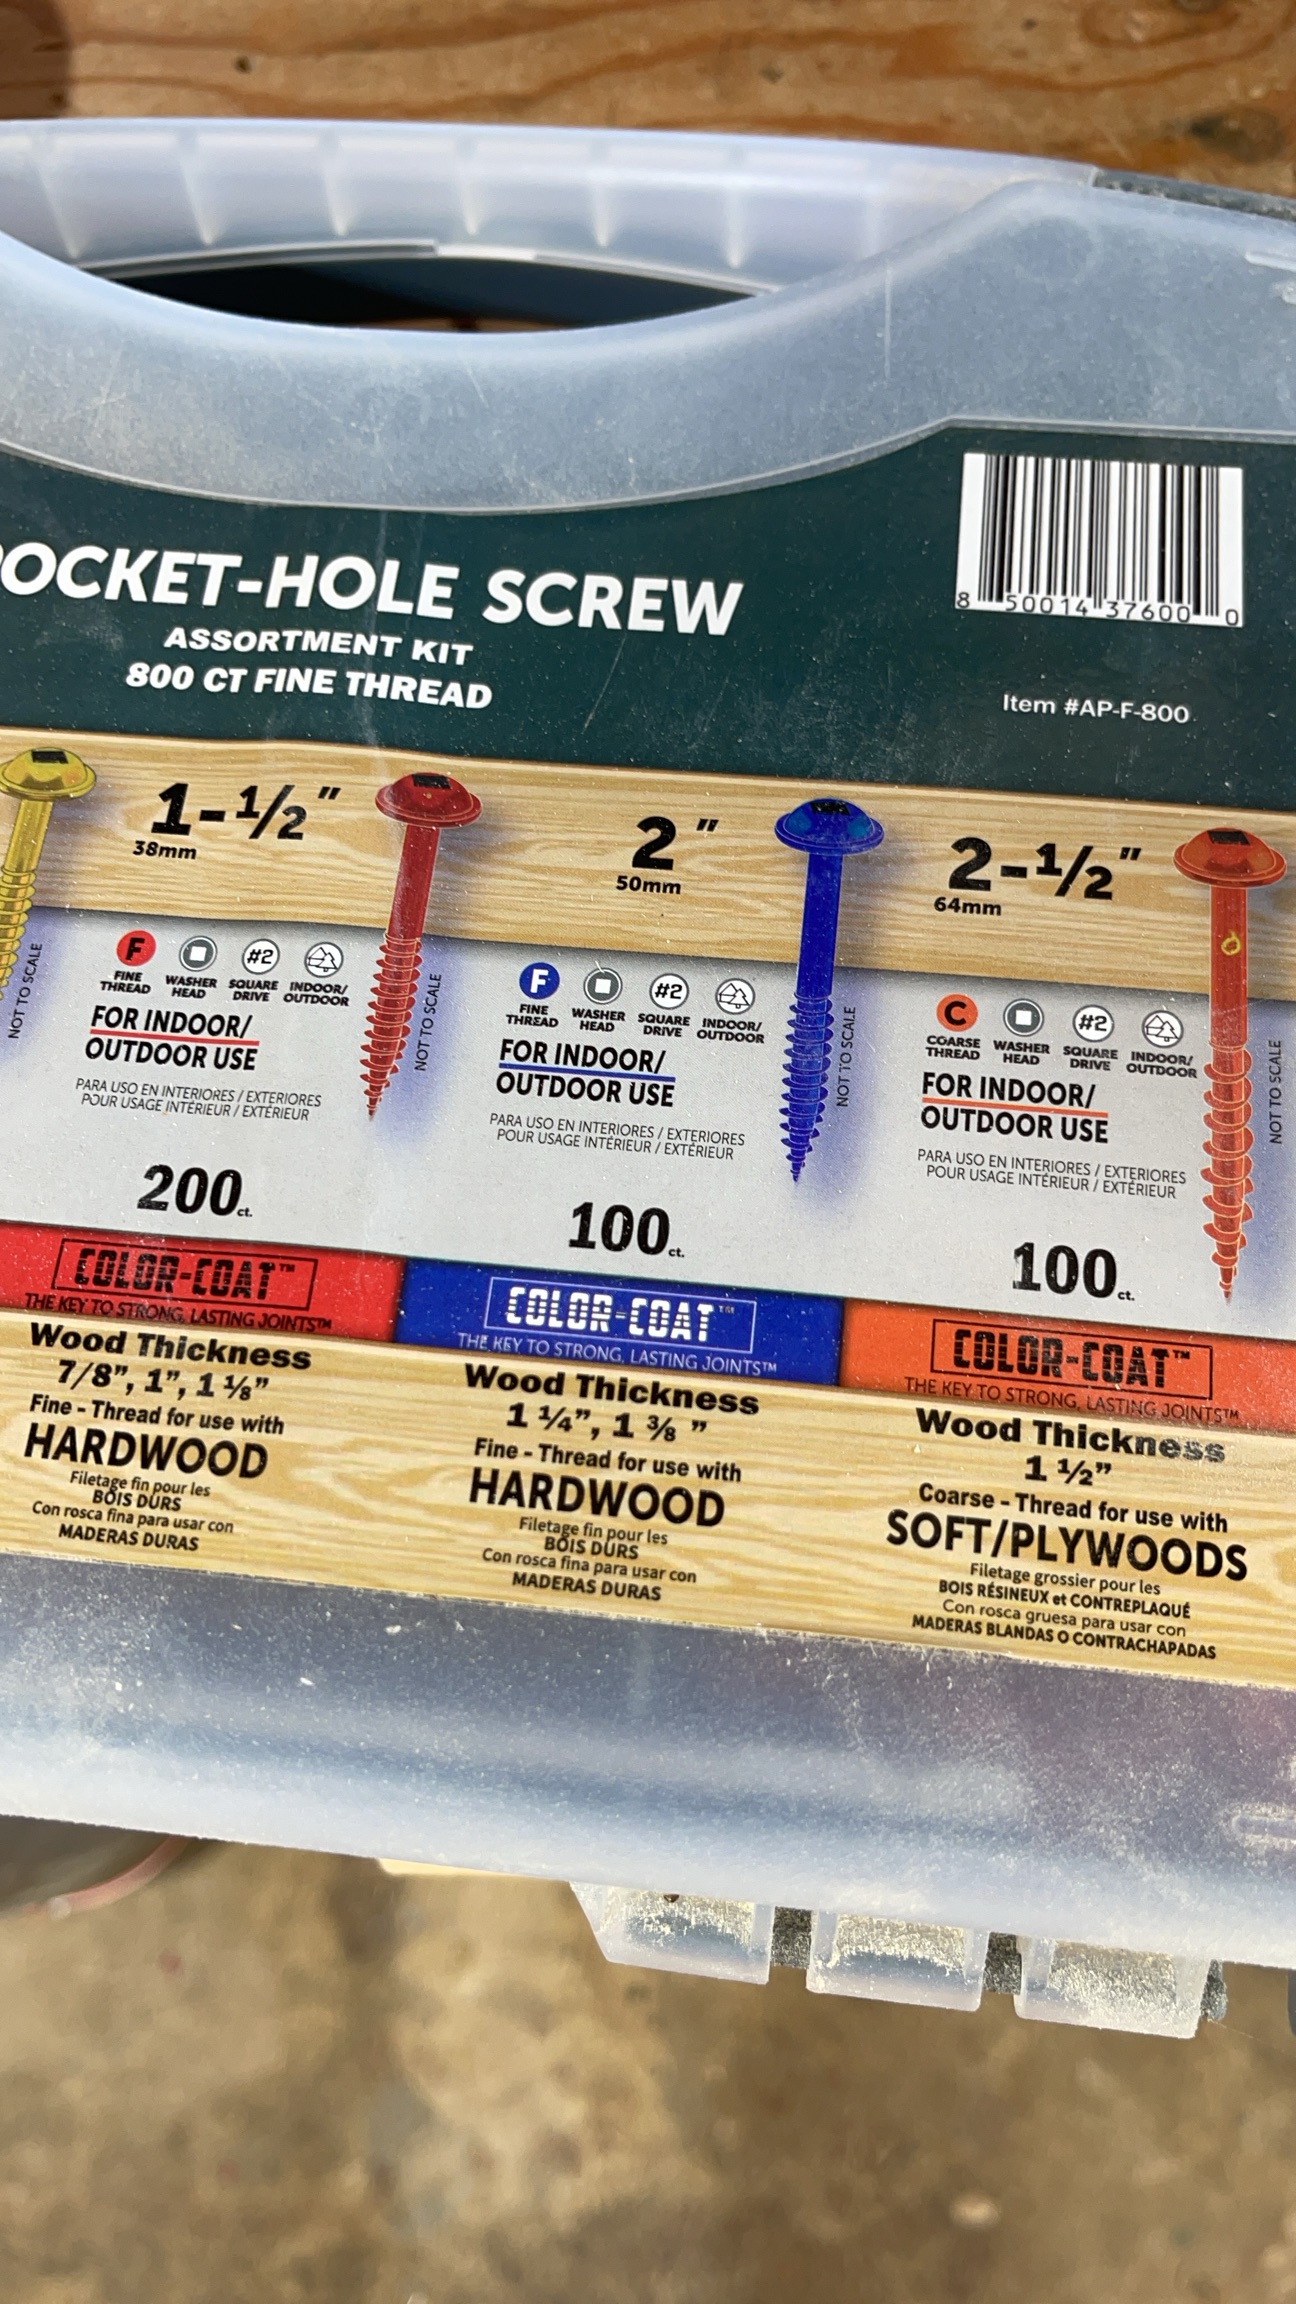 OCKET-HOLE SCREW
ASSORTMENT KIT
800 CT FINE THREAD
8 50014 37600 0
Item #AP-F-800
NOT TO SCALE
1-1/2"
38mm
F
#2
FINE THREAD
WASHER HEAD
SQUARE DRIVE
INDOOR/ OUTDOOR
FOR INDOOR/
OUTDOOR USE
PARA USO EN INTERIORES / EXTERIORES
POUR USAGE INTÉRIEUR / EXTÉRIEUR
NOT TO SCALE
200 ct.
COLOR-COAT™
THE KEY TO STRONG, LASTING JOINTS™
Wood Thickness
7/8", 1", 1 1/8"
Fine - Thread for use with
HARDWOOD
Filetage fin pour les
BOIS DURS
Con rosca fina para usar con
MADERAS DURAS
2"
50mm
F
#2
FINE THREAD
WASHER HEAD
SQUARE DRIVE
INDOOR/ OUTDOOR
FOR INDOOR/
OUTDOOR USE
PARA USO EN INTERIORES / EXTERIORES
POUR USAGE INTÉRIEUR / EXTÉRIEUR
NOT TO SCALE
100 ct.
COLOR-COAT™
THE KEY TO STRONG, LASTING JOINTS™
Wood Thickness
1 1/4", 1 3/8 "
Fine - Thread for use with
HARDWOOD
Filetage fin pour les
BOIS DURS
Con rosca fina para usar con
MADERAS DURAS
2-1/2"
64mm
C
#2
COARSE THREAD
WASHER HEAD
SQUARE DRIVE
INDOOR/ OUTDOOR
FOR INDOOR/
OUTDOOR USE
PARA USO EN INTERIORES / EXTERIORES
POUR USAGE INTÉRIEUR / EXTÉRIEUR
NOT TO SCALE
100 ct.
COLOR-COAT™
THE KEY TO STRONG, LASTING JOINTS™
Wood Thickness
1 1/2"
Coarse - Thread for use with
SOFT/PLYWOODS
Filetage grossier pour les
BOIS RÉSINEUX et CONTREPLAQUÉ
Con rosca gruesa para usar con
MADERAS BLANDAS O CONTRACHAPADAS